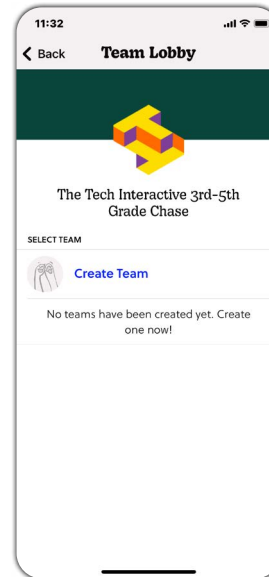 11:32
Back
Team Lobby
The Tech Interactive 3rd-5th
Grade Chase
SELECT TEAM
Create Team
No teams have been created yet. Create
one now!